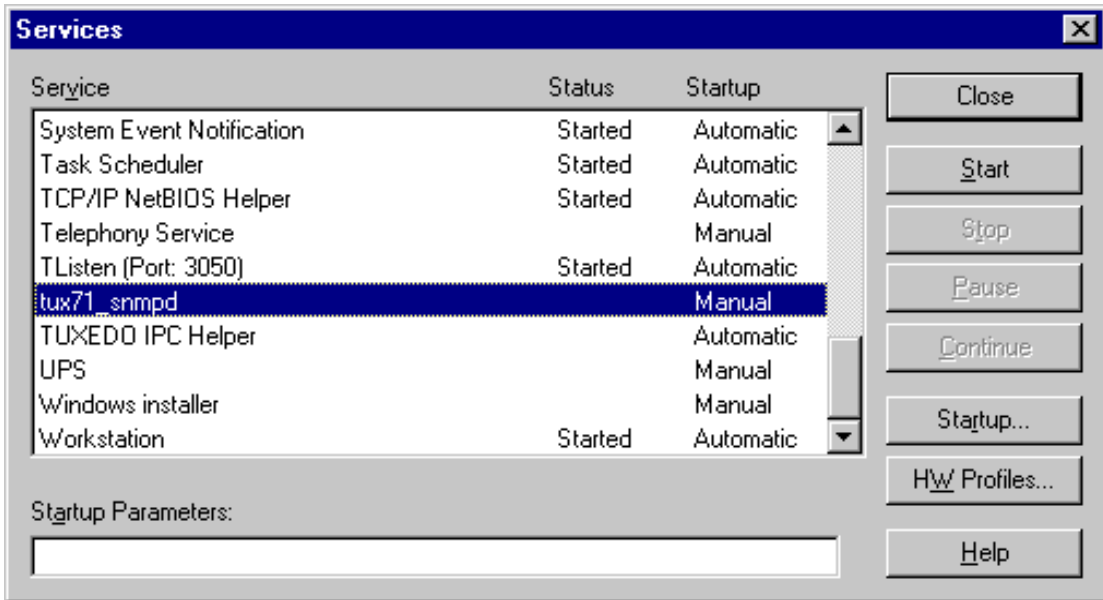 Services
Service Status Startup
System Event Notification Started Automatic
Task Scheduler Started Automatic
TCP/IP NetBIOS Helper Started Automatic
Telephony Service Manual
TListen (Port: 3050) Started Automatic
tux71_snmpd Manual
TUXEDO IPC Helper Automatic
UPS Manual
Windows installer Manual
Workstation Started Automatic
Startup Parameters:
Close
Start
Stop
Pause
Continue
Startup...
HW Profiles...
Help